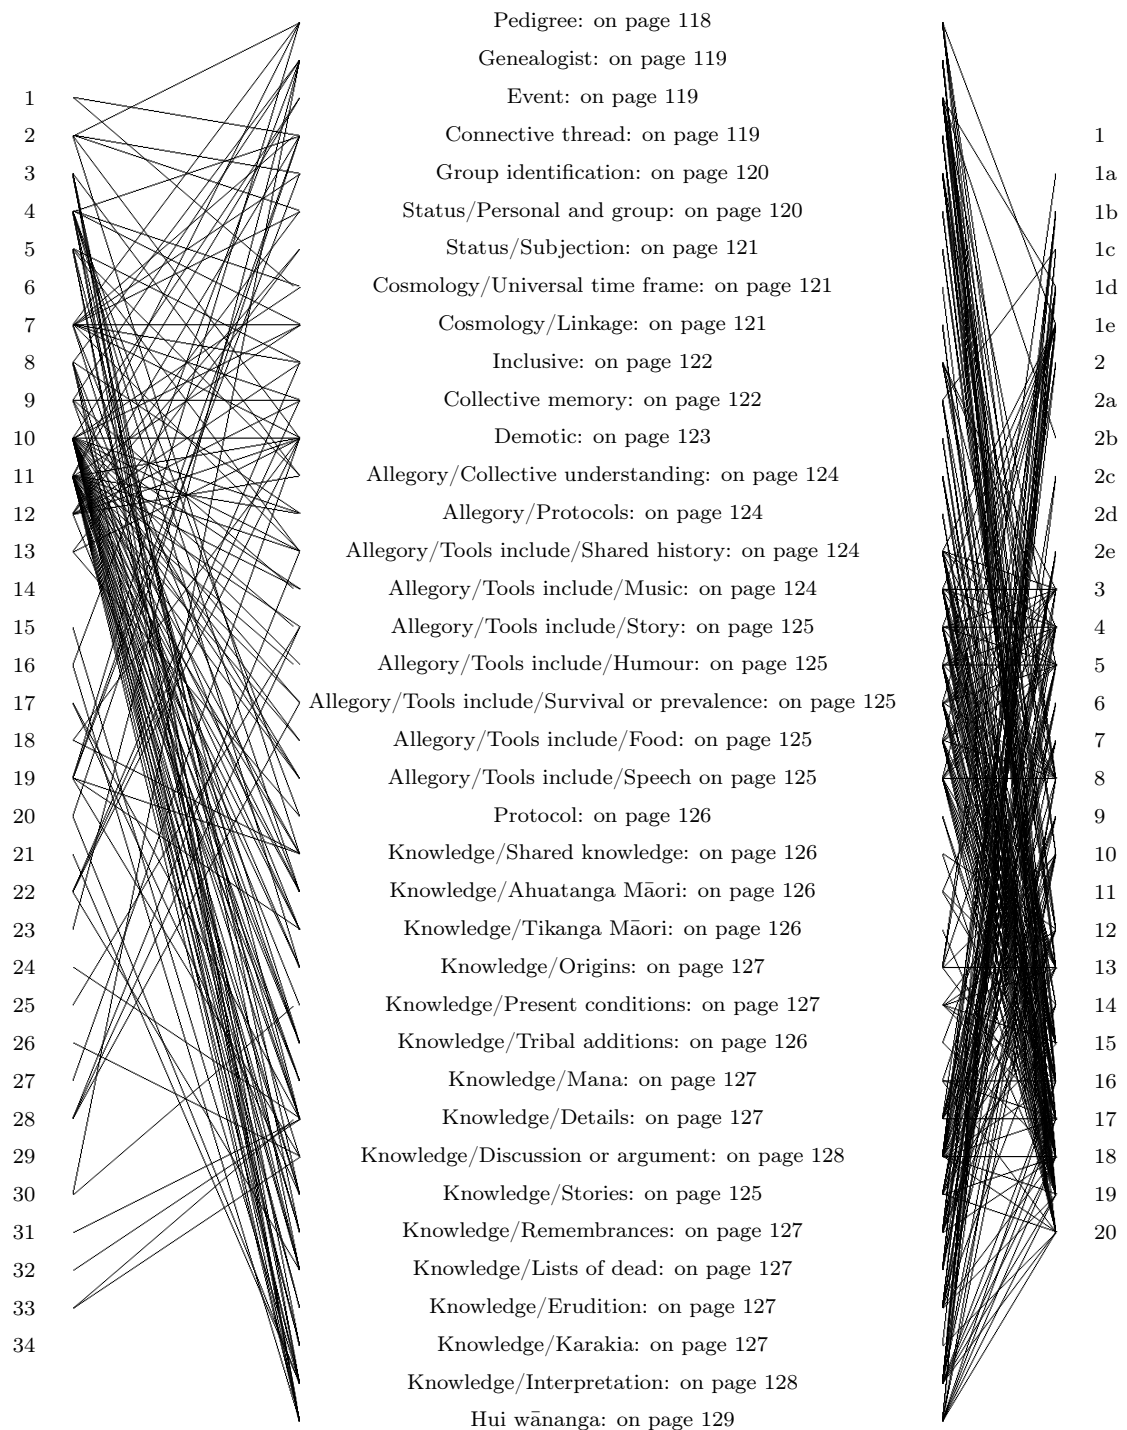 Pedigree: on page 118
Genealogist: on page 119
1 Event: on page 119
2 Connective thread: on page 119 1
3 Group identification: on page 120 1a
4 Status/Personal and group: on page 120 1b
5 Status/Subjection: on page 121 1c
6 Cosmology/Universal time frame: on page 121 1d
7 Cosmology/Linkage: on page 121 1e
8 Inclusive: on page 122 2
9 Collective memory: on page 122 2a
10 Demotic: on page 123 2b
11 Allegory/Collective understanding: on page 124 2c
12 Allegory/Protocols: on page 124 2d
13 Allegory/Tools include/Shared history: on page 124 2e
14 Allegory/Tools include/Music: on page 124 3
15 Allegory/Tools include/Story: on page 125 4
16 Allegory/Tools include/Humour: on page 125 5
17 Allegory/Tools include/Survival or prevalence: on page 125 6
18 Allegory/Tools include/Food: on page 125 7
19 Allegory/Tools include/Speech on page 125 8
20 Protocol: on page 126 9
21 Knowledge/Shared knowledge: on page 126 10
22 Knowledge/Ahuatanga Māori: on page 126 11
23 Knowledge/Tikanga Māori: on page 126 12
24 Knowledge/Origins: on page 127 13
25 Knowledge/Present conditions: on page 127 14
26 Knowledge/Tribal additions: on page 126 15
27 Knowledge/Mana: on page 127 16
28 Knowledge/Details: on page 127 17
29 Knowledge/Discussion or argument: on page 128 18
30 Knowledge/Stories: on page 125 19
31 Knowledge/Remembrances: on page 127 20
32 Knowledge/Lists of dead: on page 127
33 Knowledge/Erudition: on page 127
34 Knowledge/Karakia: on page 127
Knowledge/Interpretation: on page 128
Hui wānanga: on page 129